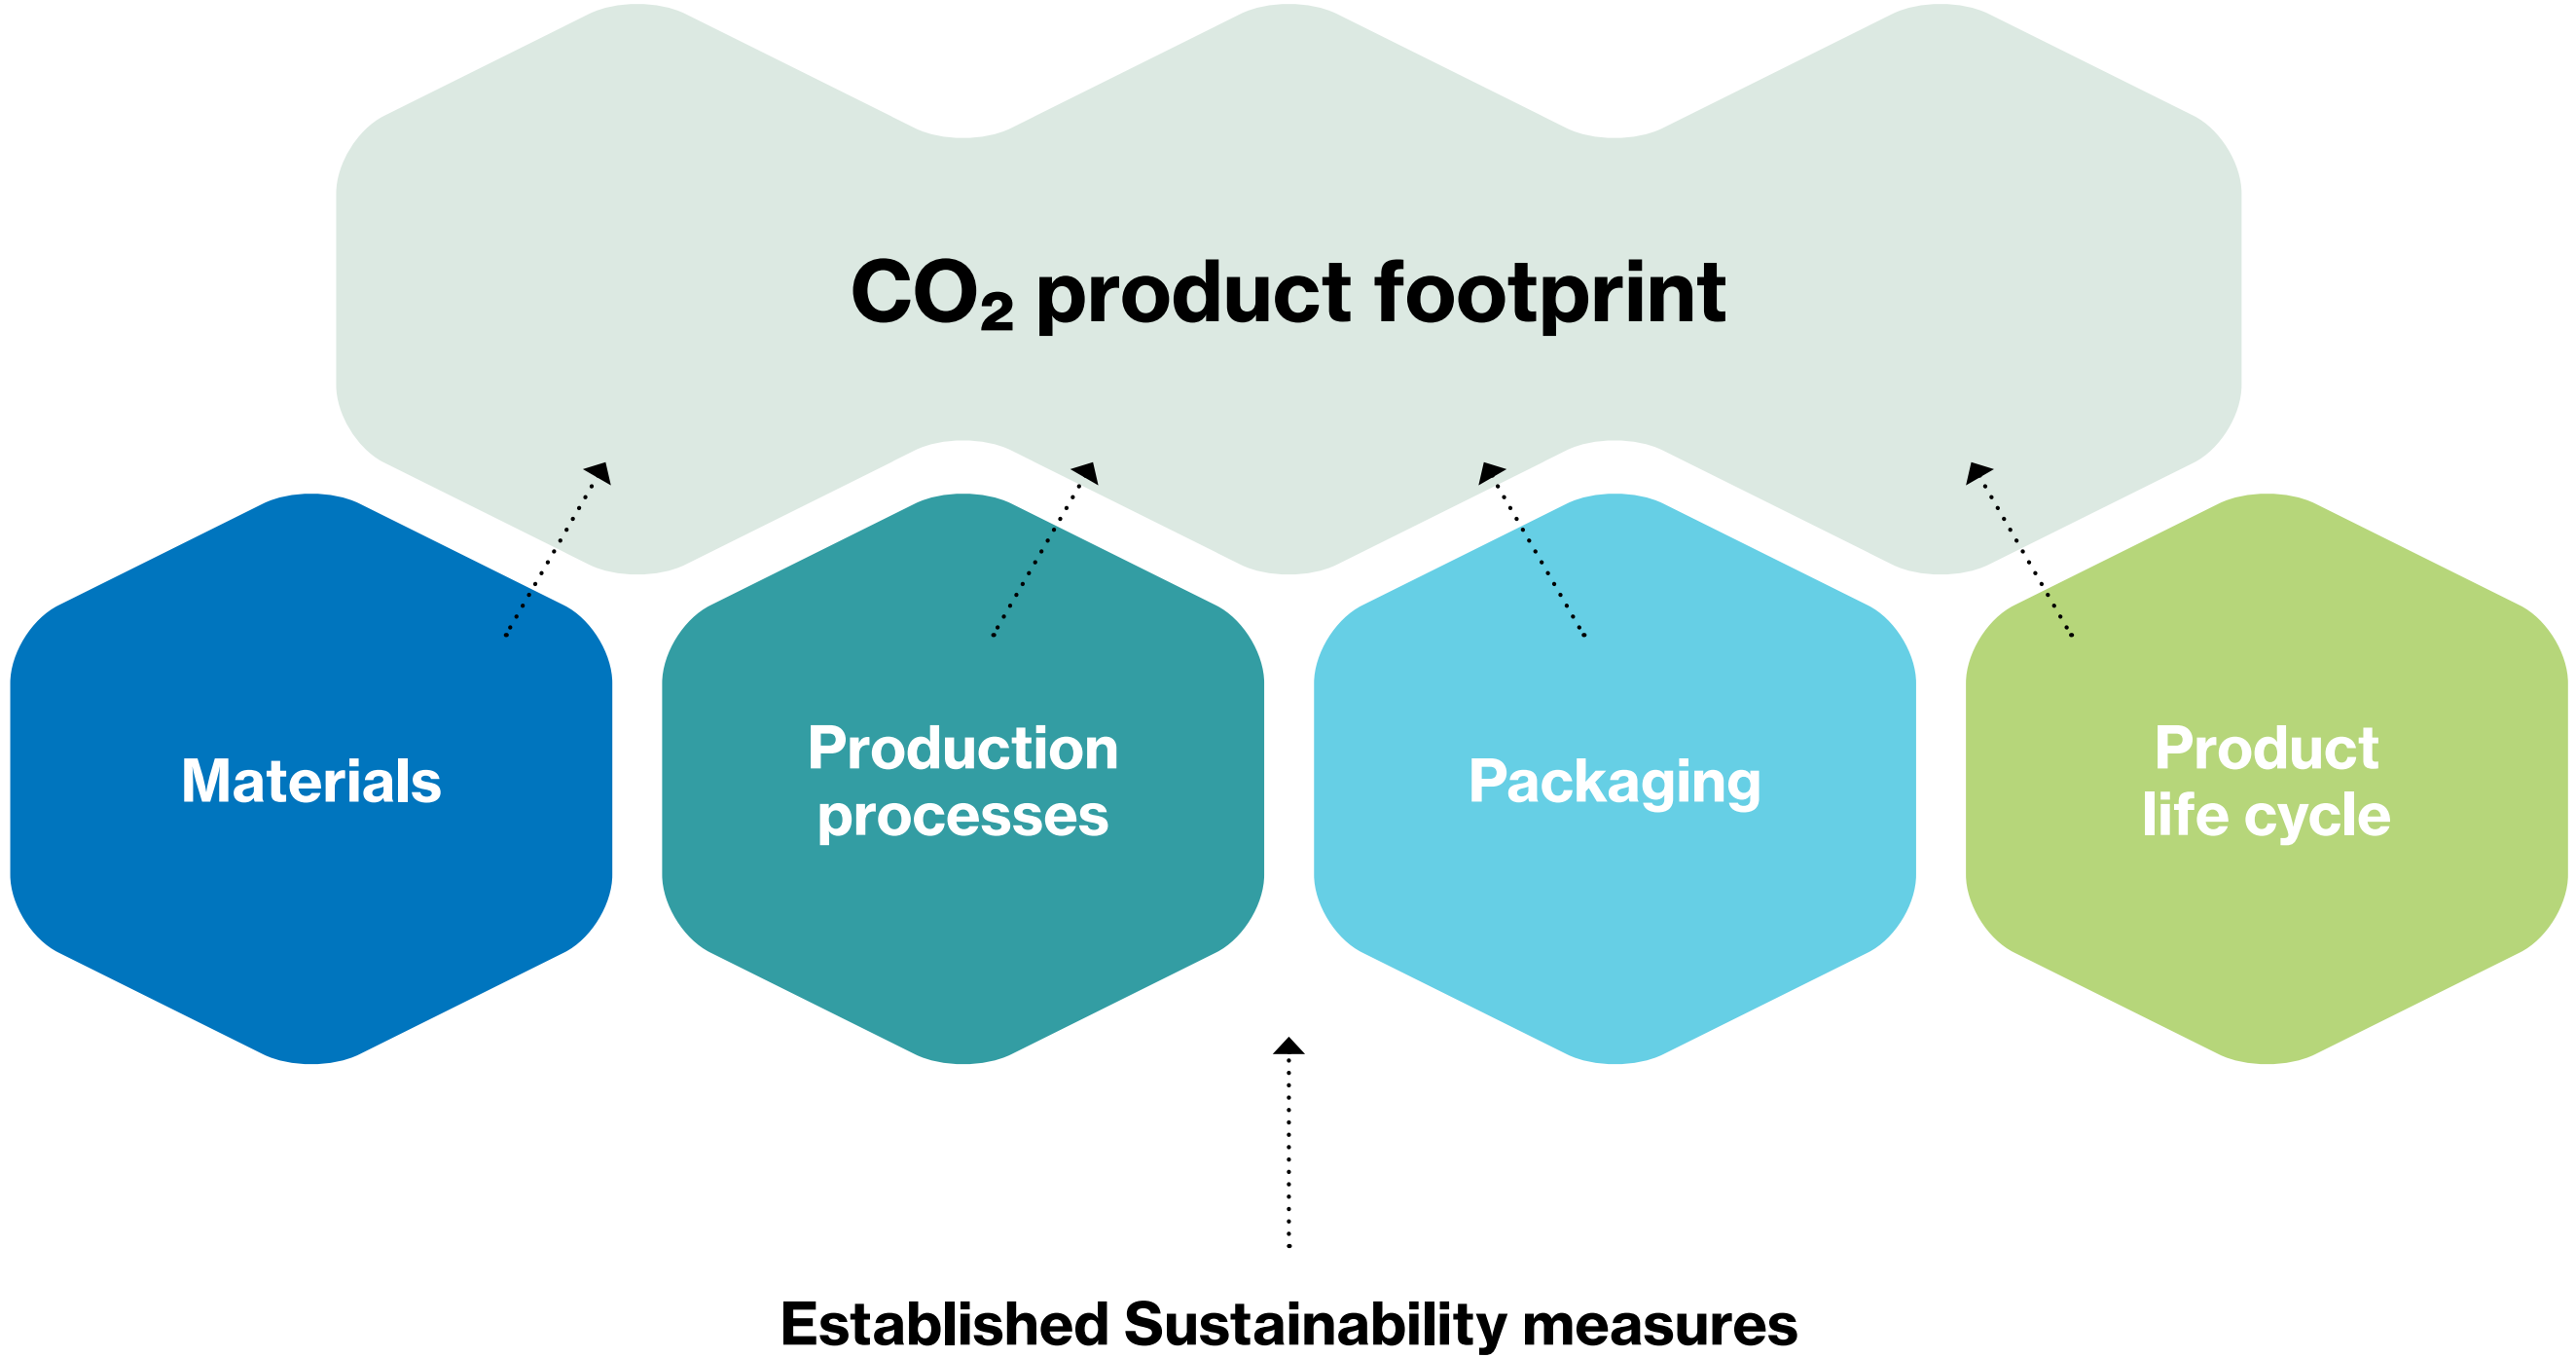 CO₂ product footprint
Materials
Production
processes
Packaging
Product
life cycle
Established Sustainability measures